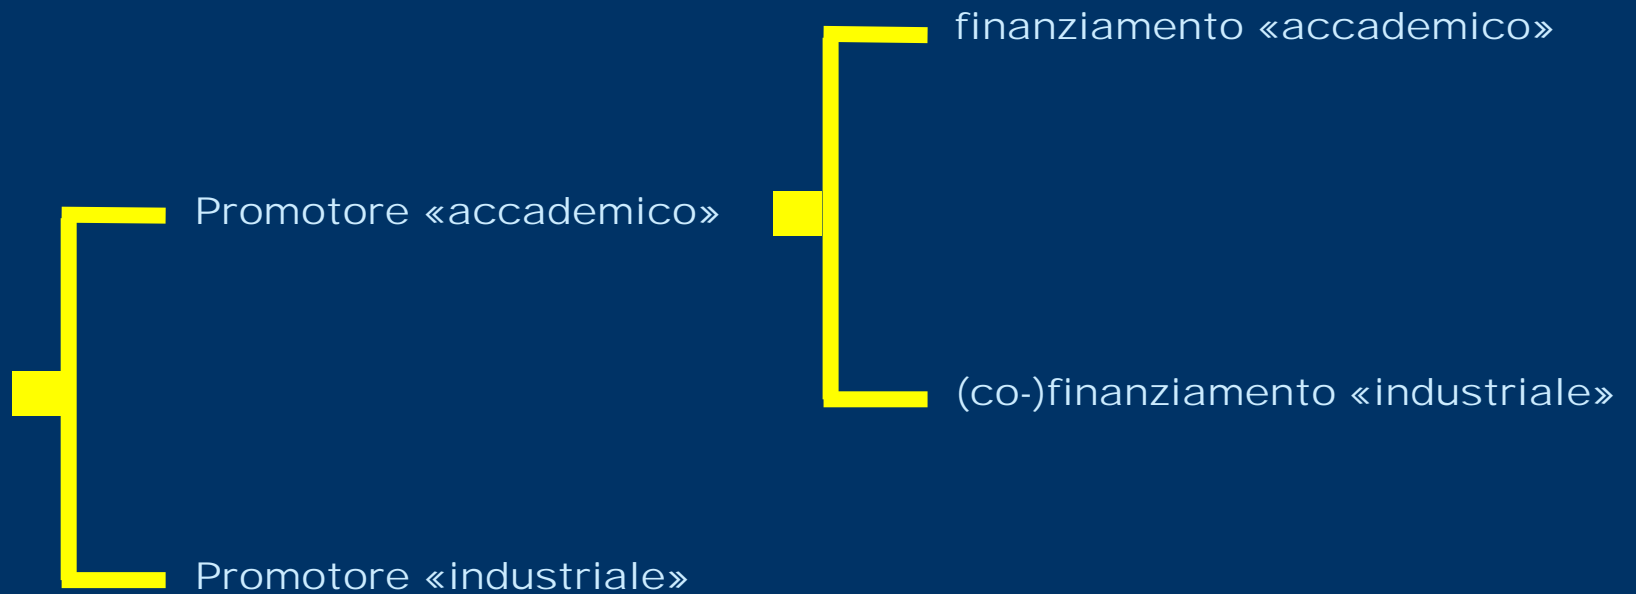 finanziamento «accademico»
Promotore «accademico»
(co-)finanziamento «industriale»
Promotore «industriale»